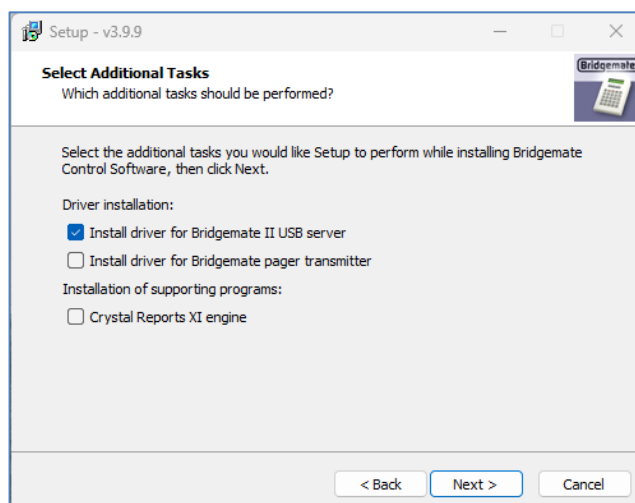 Setup - v3.9.9
Select Additional Tasks
Which additional tasks should be performed?
Bridgemate
Select the additional tasks you would like Setup to perform while installing Bridgemate
Control Software, then click Next.
Driver installation:
Install driver for Bridgemate II USB server
Install driver for Bridgemate pager transmitter
Installation of supporting programs:
Crystal Reports XI engine
< Back
Next >
Cancel